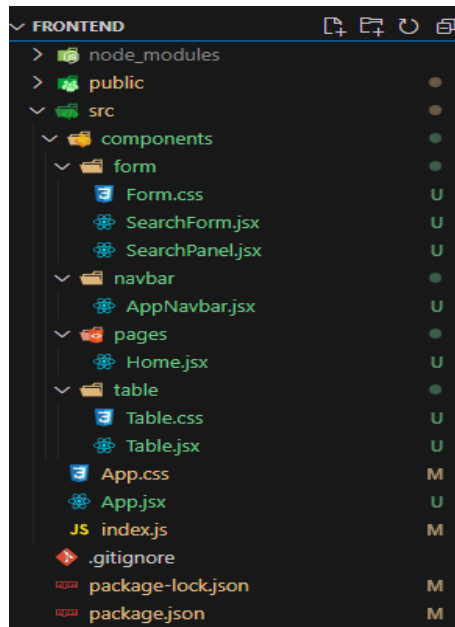 FRONTEND
node_modules
public
src
components
form
Form.css U
SearchForm.jsx U
SearchPanel.jsx U
navbar
AppNavbar.jsx U
pages
Home.jsx U
table
Table.css U
Table.jsx U
App.css M
App.jsx U
JS index.js M
.gitignore
package-lock.json M
package.json M